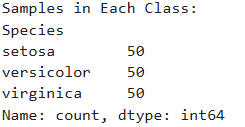 Samples in Each Class:
Species
setosa        50
versicolor    50
virginica     50
Name: count, dtype: int64